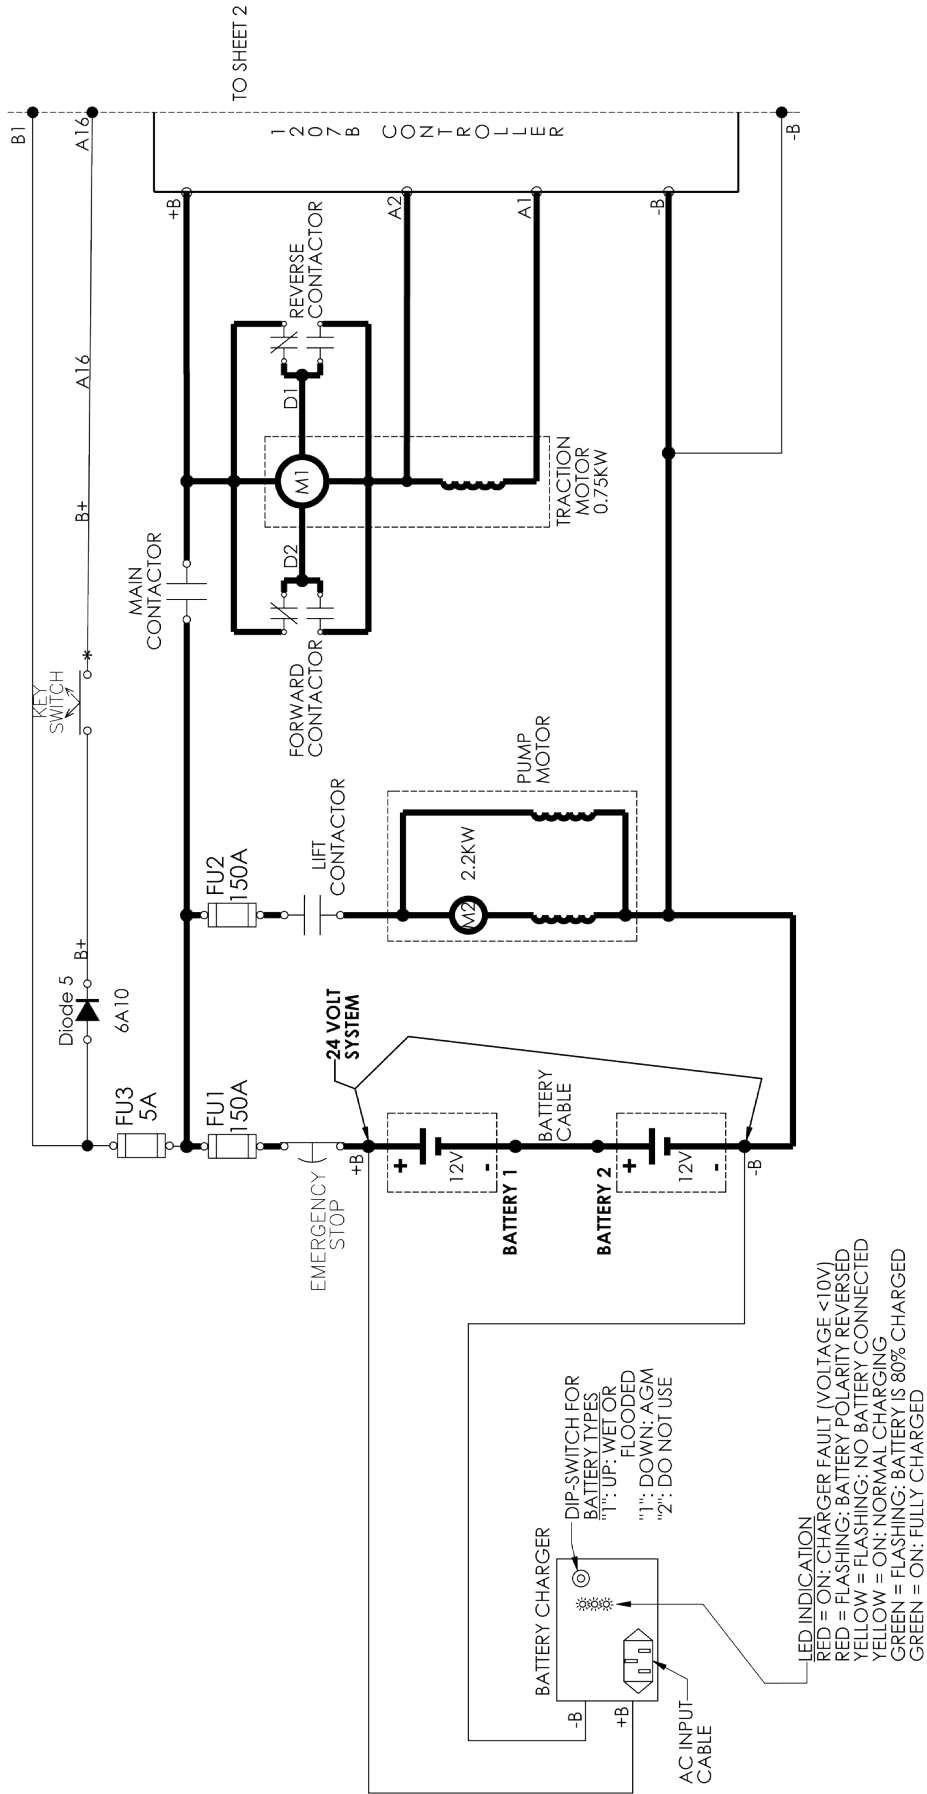 TO SHEET 2
B1
A16
A16
B+
KEY
SWITCH
*
B+
Diode 5
6A10
FU3
5A
1207B
CONTROLLER
+B
A2
A1
-B
-B
MAIN
CONTACTOR
REVERSE
CONTACTOR
D1
M1
D2
TRACTION
MOTOR
0.75KW
FORWARD
CONTACTOR
FU2
150A
LIFT
CONTACTOR
PUMP
MOTOR
M2
2.2KW
FU1
150A
EMERGENCY
STOP
24 VOLT
SYSTEM
+B
+
12V
-
BATTERY 1
BATTERY
CABLE
BATTERY 2
+
12V
-
-B
BATTERY CHARGER
-B
+B
AC INPUT
CABLE
DIP-SWITCH FOR
BATTERY TYPES
"1": UP: WET OR
FLOODED
"1": DOWN: AGM
"2": DO NOT USE
LED INDICATION
RED = ON: CHARGER FAULT (VOLTAGE <10V)
RED = FLASHING: BATTERY POLARITY REVERSED
YELLOW = FLASHING: NO BATTERY CONNECTED
YELLOW = ON: NORMAL CHARGING
GREEN = FLASHING: BATTERY IS 80% CHARGED
GREEN = ON: FULLY CHARGED